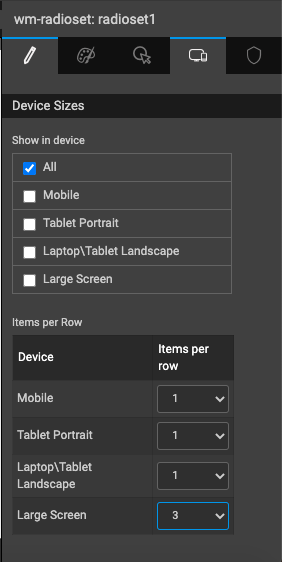 wm-radioset: radioset1
Device Sizes
Show in device
All
Mobile
Tablet Portrait
Laptop\Tablet Landscape
Large Screen
Items per Row
Device Items per
row
Mobile 1
Tablet Portrait 1
Laptop\Tablet
Landscape 1
Large Screen 3